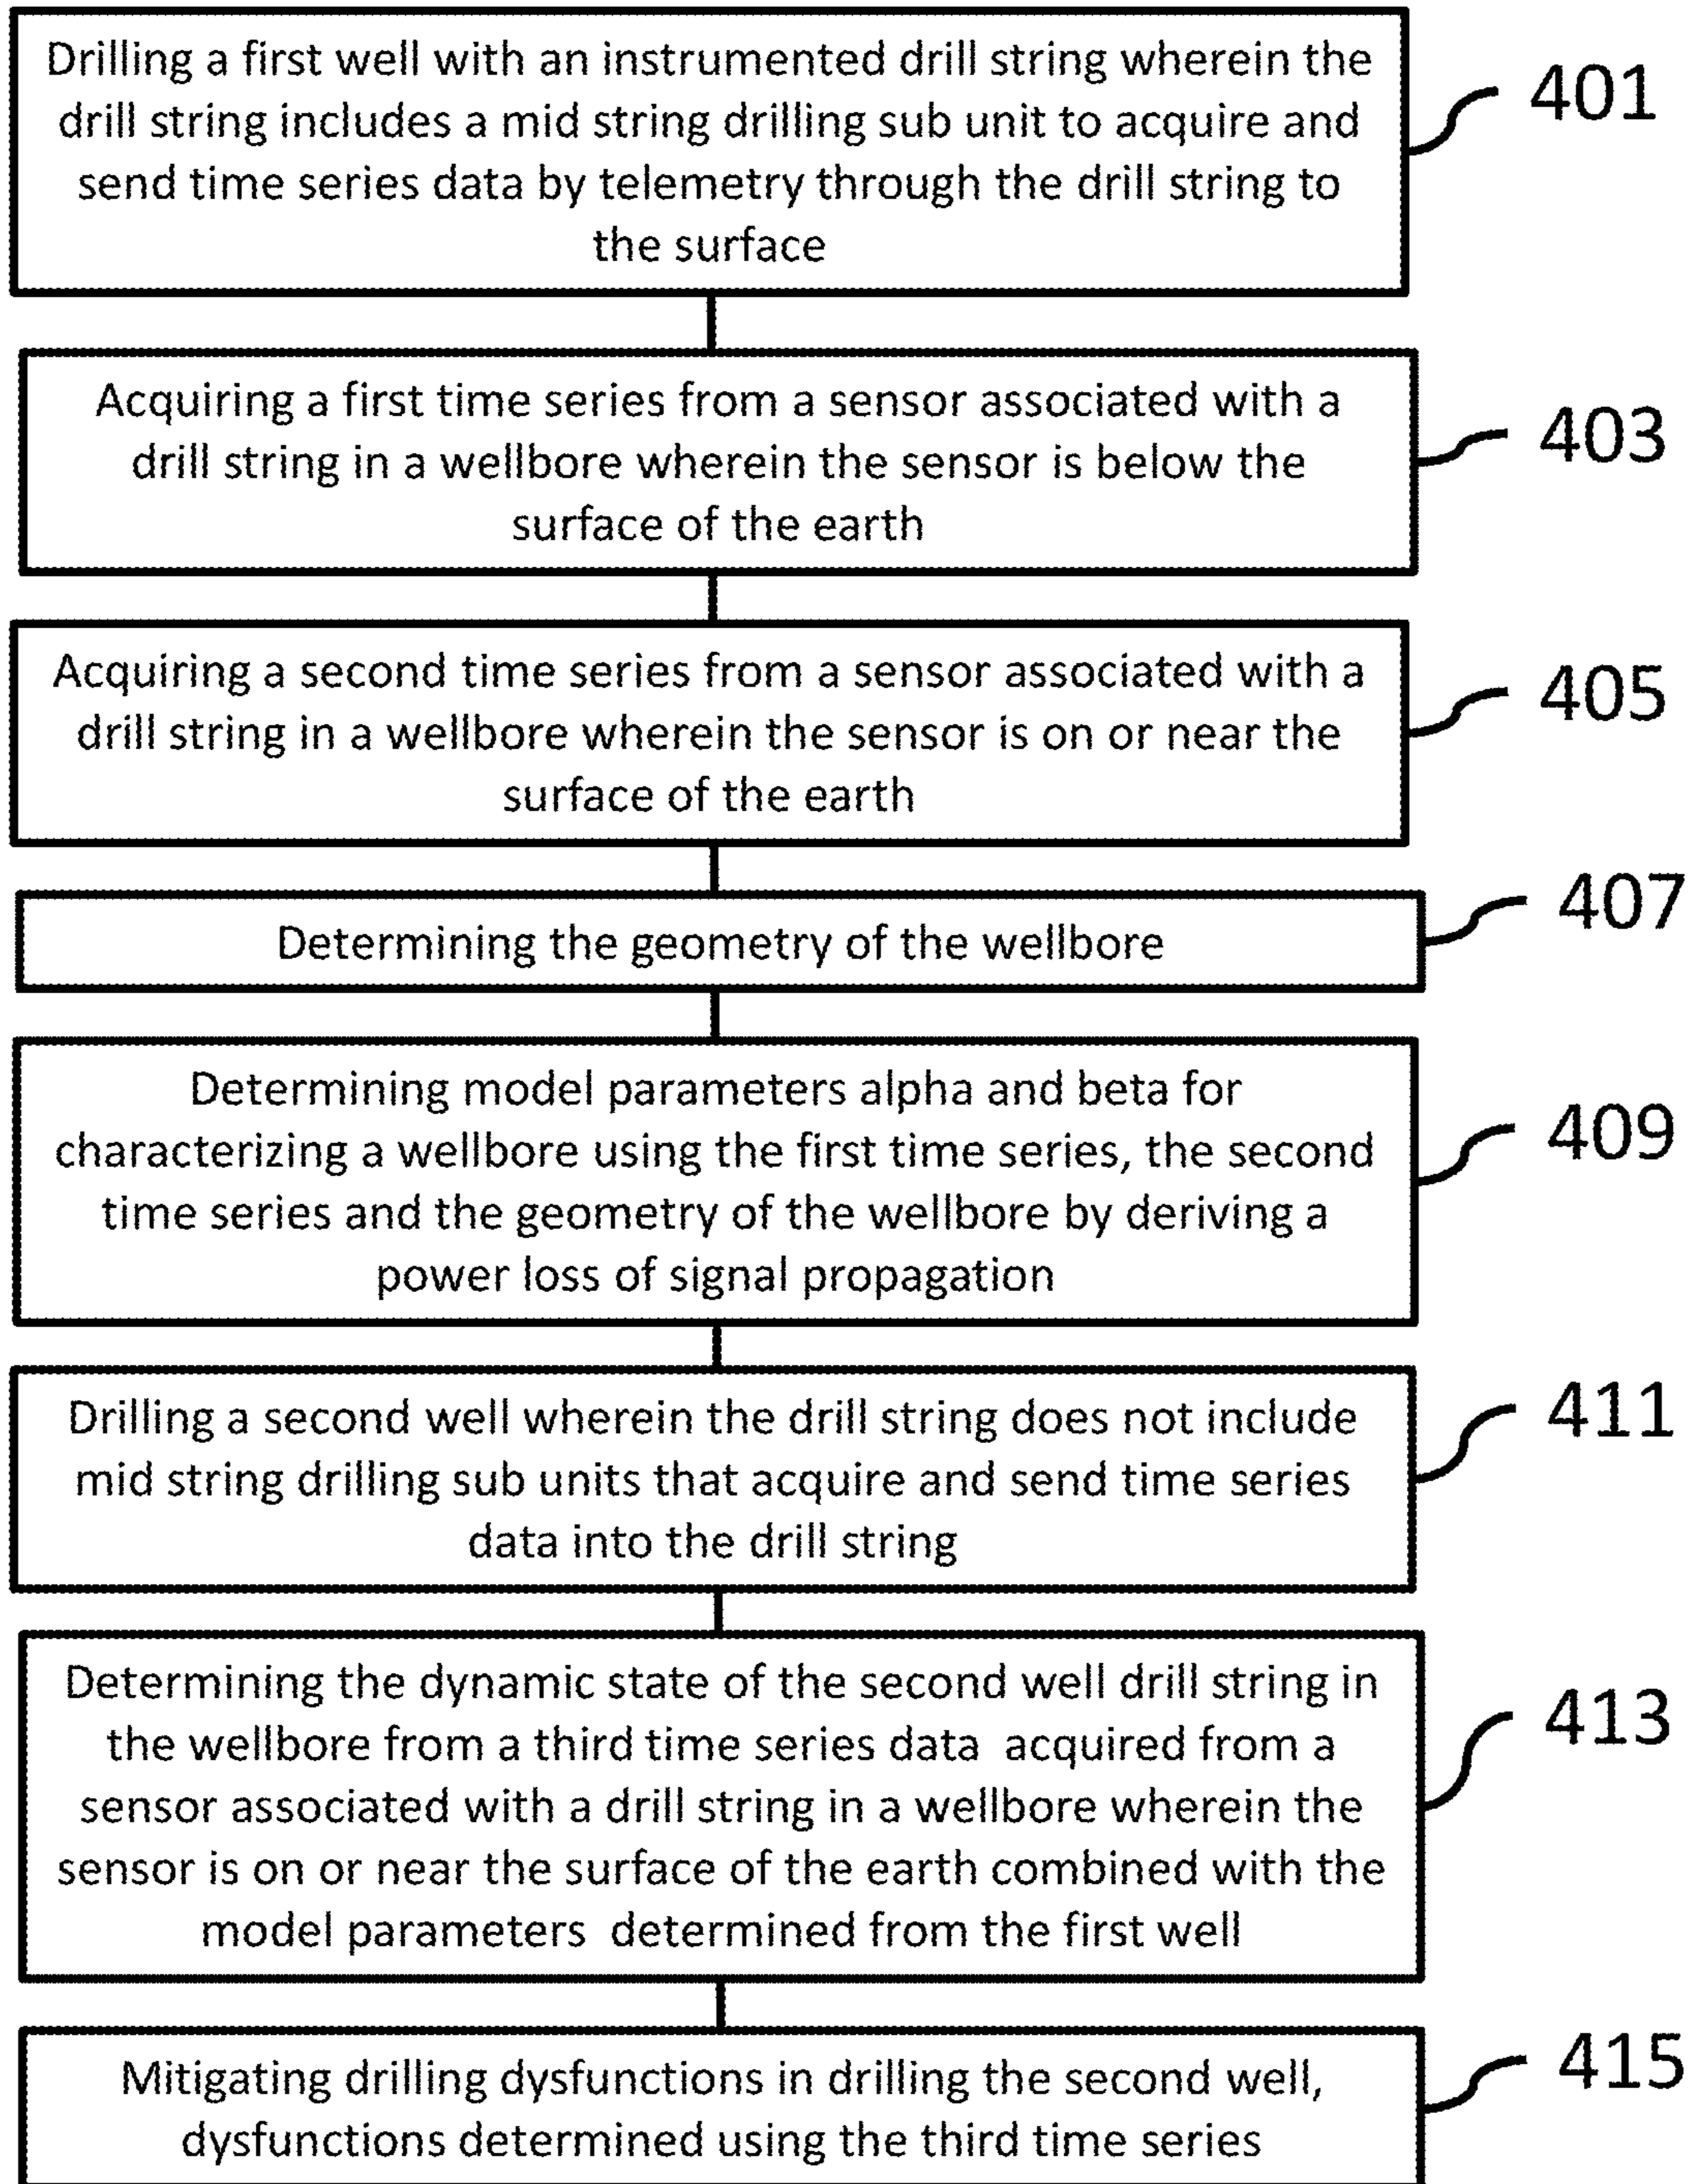 Drilling a first well with an instrumented drill string wherein the
drill string includes a mid string drilling sub unit to acquire and
send time series data by telemetry through the drill string to
the surface
401
Acquiring a first time series from a sensor associated with a
drill string in a wellbore wherein the sensor is below the
surface of the earth
403
Acquiring a second time series from a sensor associated with a
drill string in a wellbore wherein the sensor is on or near the
surface of the earth
405
Determining the geometry of the wellbore
407
Determining model parameters alpha and beta for
characterizing a wellbore using the first time series, the second
time series and the geometry of the wellbore by deriving a
power loss of signal propagation
409
Drilling a second well wherein the drill string does not include
mid string drilling sub units that acquire and send time series
data into the drill string
411
Determining the dynamic state of the second well drill string in
the wellbore from a third time series data acquired from a
sensor associated with a drill string in a wellbore wherein the
sensor is on or near the surface of the earth combined with the
model parameters determined from the first well
413
Mitigating drilling dysfunctions in drilling the second well,
dysfunctions determined using the third time series
415